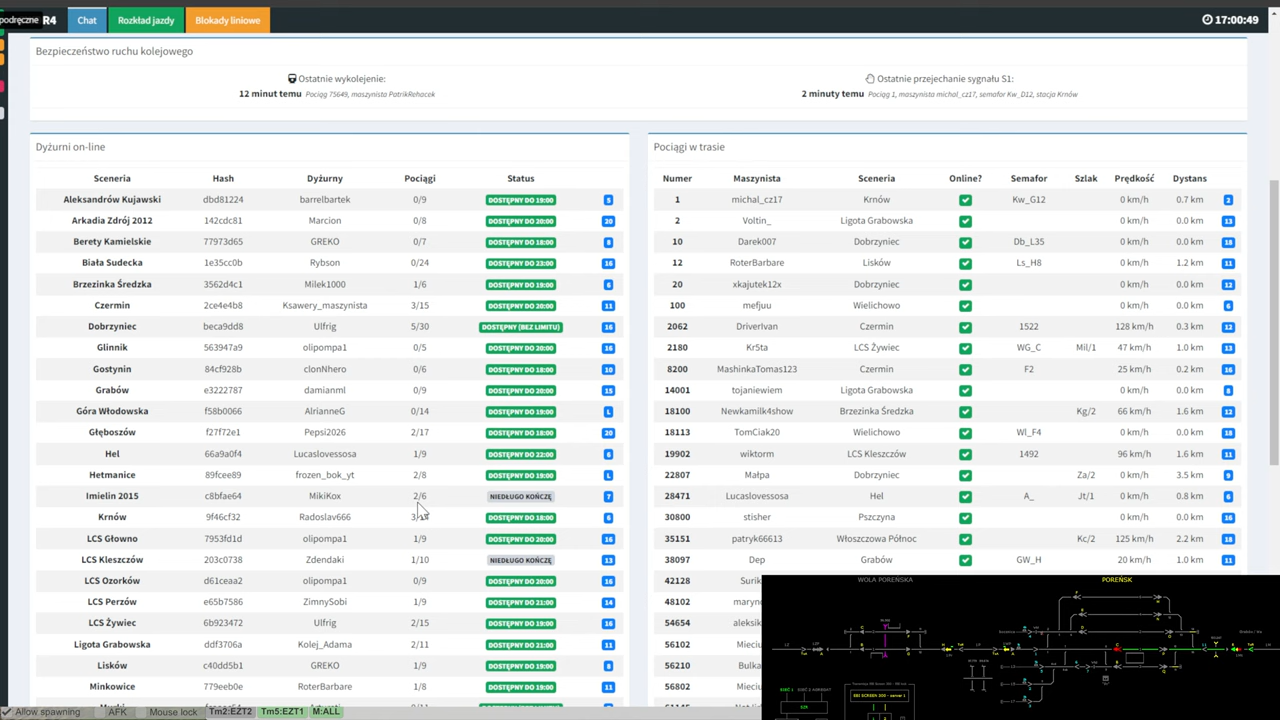 podręczne R4 Chat Rozkład jazdy Blokady liniowe 17:00:49
Bezpieczeństwo ruchu kolejowego
Ostatnie wykolejenie: Ostatnie przejechanie sygnału S1:
12 minut temu Pociąg 75649, maszynista PatrikRehacek 2 minuty temu Pociąg 1, maszynista michal_cz17, semafor Kw_D12, stacja Krnów
Dyżurni on-line Pociągi w trasie
Sceneria Hash Dyżurny Pociągi Status Numer Maszynista Sceneria Online? Semafor Szlak Prędkość Dystans
Aleksandrów Kujawski dbd81224 barrelbartek 0/9 DOSTĘPNY DO 19:00 5 1 michal_cz17 Krnów Kw_G12 0 km/h 0.7 km 2
Arkadia Zdrój 2012 142cdc81 Marcion 0/8 DOSTĘPNY DO 20:00 20 2 Voltin_ Ligota Grabowska 0 km/h 0.0 km 13
Berety Kamielskie 77973d65 GREKO 0/7 DOSTĘPNY DO 18:00 8 10 Darek007 Dobrzyniec Db_L35 0 km/h 0.0 km 18
Biała Sudecka 1e35cc0b Rybson 0/24 DOSTĘPNY DO 23:00 16 12 RoterBarbare Lisków Ls_H8 0 km/h 1.2 km 11
Brzezinka Średzka 3562d4c1 Milek1000 1/6 DOSTĘPNY DO 19:00 6 20 xkajutek12x Dobrzyniec 0 km/h 0.0 km 12
Czermin 2ce4e4b8 Ksawery_maszynista 3/15 DOSTĘPNY DO 20:00 11 100 mefjuu Wielichowo 0 km/h 0.0 km 6
Dobrzyniec beca9dd8 Ulfrig 5/30 DOSTĘPNY (BEZ LIMITU) 16 2062 DriverIvan Czermin 1522 128 km/h 0.3 km 12
Glinnik 563947a9 olipompa1 0/5 DOSTĘPNY DO 20:00 16 2180 Kr5ta LCS Żywiec WG_C Mil/1 47 km/h 1.0 km 13
Gostynin 84cf928b clonNhero 0/6 DOSTĘPNY DO 18:00 10 8200 MashinkaTomas123 Czermin F2 25 km/h 0.2 km 16
Grabów e3222787 damianml 0/9 DOSTĘPNY DO 20:00 15 14001 tojaniewiem Ligota Grabowska 0 km/h 0.0 km 8
Góra Włodowska f58b0066 AlrianneG 0/14 DOSTĘPNY DO 19:00 L 18100 Newkamilk4show Brzezinka Średzka Kg/2 66 km/h 1.6 km 12
Głęboszów f27f72e1 Pepsi2026 2/17 DOSTĘPNY DO 18:00 20 18113 TomCiak20 Wielichowo Wl_F4 0 km/h 0.0 km 18
Hel 66a9a0f4 Lucaslovessosa 1/9 DOSTĘPNY DO 22:00 6 19902 wiktorm LCS Kleszczów 1492 96 km/h 1.6 km 11
Hetmanice 89fcee89 frozen_bok_yt 2/8 DOSTĘPNY DO 19:00 L 22807 Małpa Dobrzyniec Za/2 0 km/h 3.5 km 9
Imielin 2015 c8bfae64 MikiKox 2/6 NIEDŁUGO KOŃCZĘ 7 28471 Lucaslovessosa Hel A_ Jt/1 0 km/h 0.8 km 6
Krnów 9f46cf32 Radoslav666 DOSTĘPNY DO 18:00 6 30800 stisher Pszczyna 0 km/h 0.0 km 16
LCS Głowno 7953fd1d olipompa1 1/9 DOSTĘPNY DO 20:00 16 35151 patryk66613 Włoszczowa Północ Kc/2 125 km/h 2.2 km 18
LCS Kleszczów 203c0738 Zdendaki 1/10 NIEDŁUGO KOŃCZĘ 13 38097 Dep Grabów GW_H 20 km/h 1.0 km 11
LCS Ozorków d61ceaa2 olipompa1 0/9 DOSTĘPNY DO 20:00 16 42128 WOLA POREŃSKA POREŃSK
LCS Perzów e65b7586 ZimnySobi 1/9 DOSTĘPNY DO 21:00 14 48102
LCS Żywiec 6b923472 Ulfrig 2/15 DOSTĘPNY DO 19:00 16 54654
Ligota Grabowska ddf3706a Kolej_Adama 2/11 DOSTĘPNY DO 21:00 11 56102
Lisków c40dd5b1 GREKO 1/3 DOSTĘPNY DO 19:00 8 56210
Minkowice 779eeb0e RoterBarbare 1/8 DOSTĘPNY DO 19:00 11 56802
Allow spawning AFK Mouse lock Tm2:EZT2 Tm5:EZT1 M:ALL